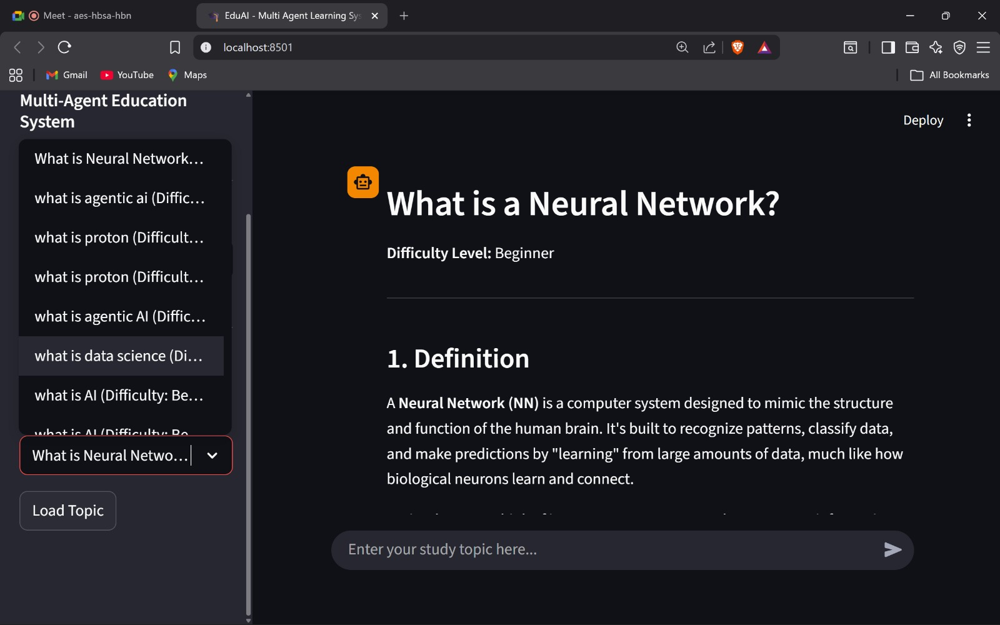 Meet - aes-hbsa-hbn
EduAI - Multi Agent Learning Sys
localhost:8501
Gmail
YouTube
Maps
All Bookmarks
Multi-Agent Education
System
What is Neural Network...
what is agentic ai (Diffic...
what is proton (Difficult...
what is proton (Difficult...
what is agentic AI (Diffic...
what is data science (Di...
what is AI (Difficulty: Be...
what is AI (Difficulty: Be
What is Neural Netwo...
Load Topic
Deploy
What is a Neural Network?
Difficulty Level: Beginner
1. Definition
A Neural Network (NN) is a computer system designed to mimic the structure
and function of the human brain. It's built to recognize patterns, classify data,
and make predictions by "learning" from large amounts of data, much like how
biological neurons learn and connect.
Enter your study topic here...